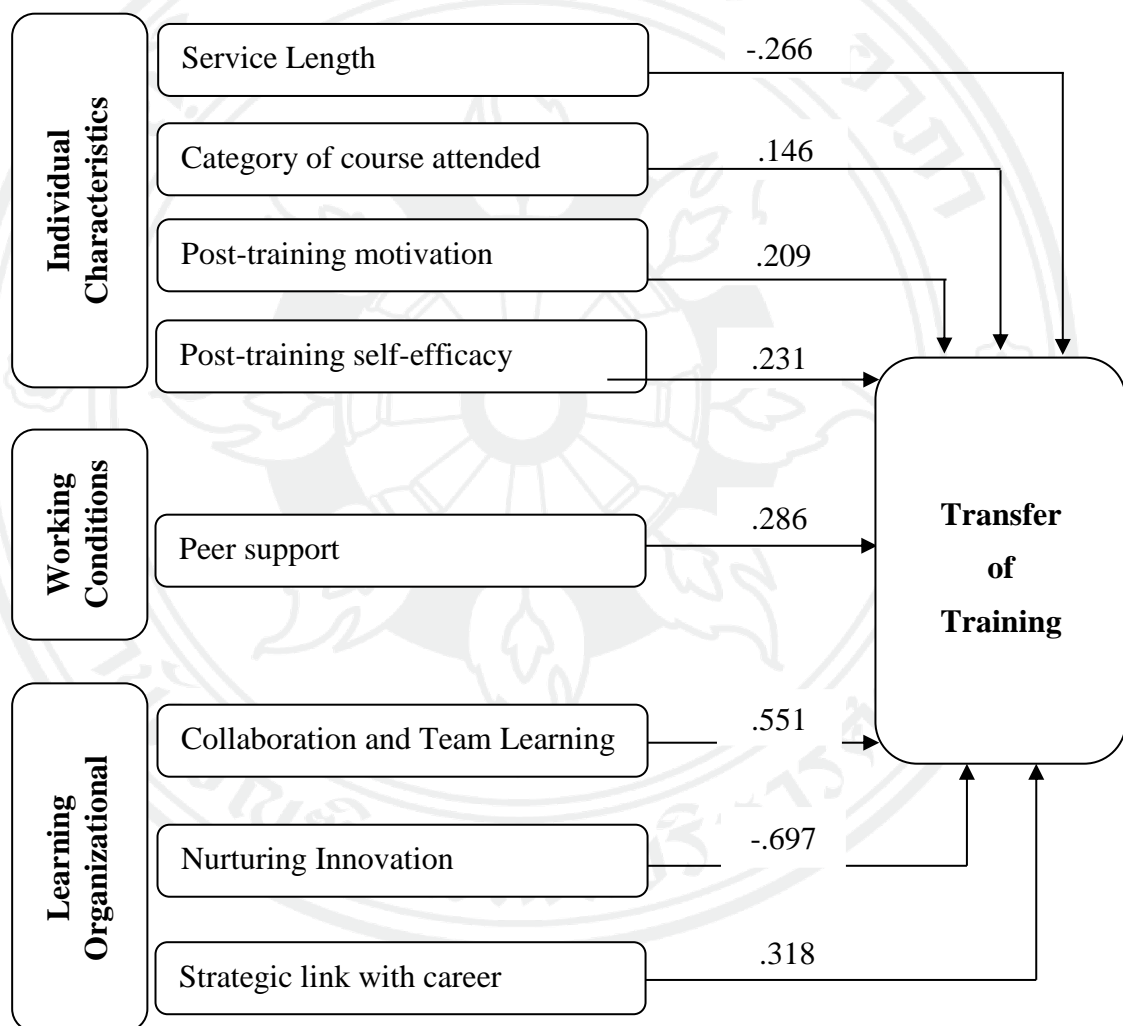 Individual
Characteristics
Service Length
-.266
Category of course attended
.146
Post-training motivation
.209
Post-training self-efficacy
.231
Working
Conditions
Peer support
.286
Transfer
of
Training
Learning
Organizational
Collaboration and Team Learning
.551
Nurturing Innovation
-.697
Strategic link with career
.318